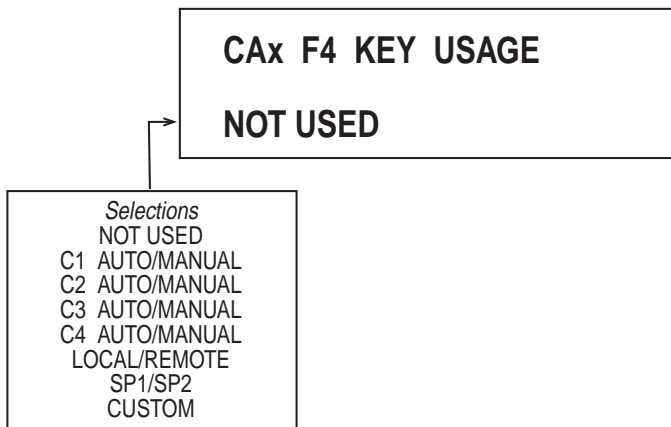 CAx F4 KEY USAGE
NOT USED
Selections
NOT USED
C1 AUTO/MANUAL
C2 AUTO/MANUAL
C3 AUTO/MANUAL
C4 AUTO/MANUAL
LOCAL/REMOTE
SP1/SP2
CUSTOM